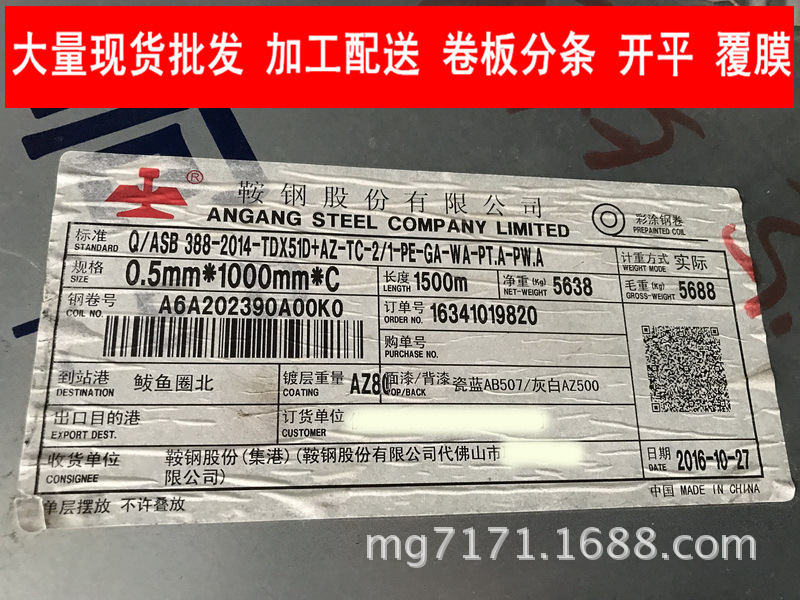 大量现货批发 加工配送 卷板分条 开平 覆膜
®
鞍钢股份有限公司
ANGANG STEEL COMPANY LIMITED
彩涂钢卷
PREPAINTED COIL
标准 Q/ASB 388-2014-TDX51D+AZ-TC-2/1-PE-GA-WA-PT.A-PW.A
STANDARD
计重方式 实际
WEIGHT MODE
规格 0.5mm*1000mm*C
SIZE
长度 1500m
LENGTH
净重(Kg) 5638
NET-WEIGHT
毛重(Kg) 5688
GROSS-WEIGHT
钢卷号 A6A202390A00K0
COIL NO.
订单号 16341019820
ORDER NO.
购单号
PURCHASE NO.
到站港 鲅鱼圈北
DESTINATION
镀层重量 AZ80
COATING
面漆/背漆 瓷蓝AB507/灰白AZ500
TOP/BACK
出口目的港
EXPORT DEST.
订货单位
CUSTOMER
收货单位 鞍钢股份(集港)(鞍钢股份有限公司代佛山市
CONSIGNEE 限公司)
日期 2016-10-27
DATE
单层摆放 不许叠放
中国 MADE IN CHINA
mg7171.1688.com